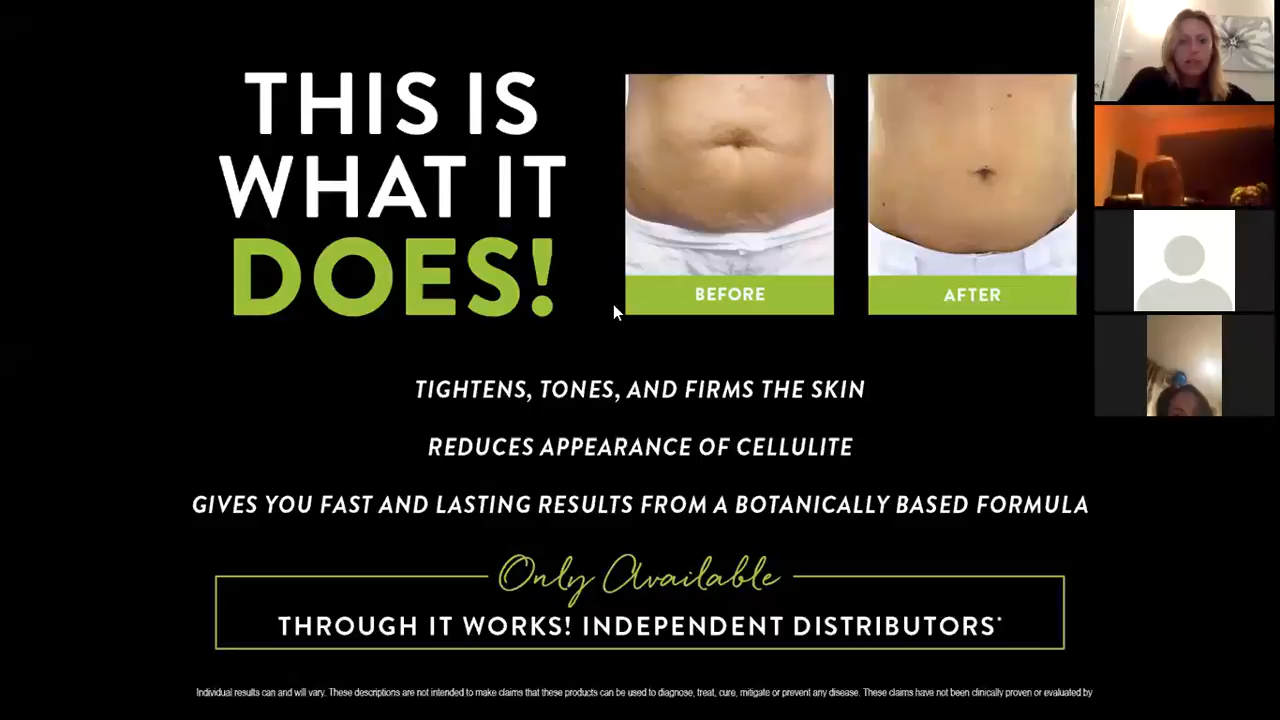 THIS IS
WHAT IT
DOES!
BEFORE
AFTER
TIGHTENS, TONES, AND FIRMS THE SKIN
REDUCES APPEARANCE OF CELLULITE
GIVES YOU FAST AND LASTING RESULTS FROM A BOTANICALLY BASED FORMULA
Only Available
THROUGH IT WORKS! INDEPENDENT DISTRIBUTORS*
Individual results can and will vary. These descriptions are not intended to make claims that these products can be used to diagnose, treat, cure, mitigate or prevent any disease. These claims have not been clinically proven or evaluated by